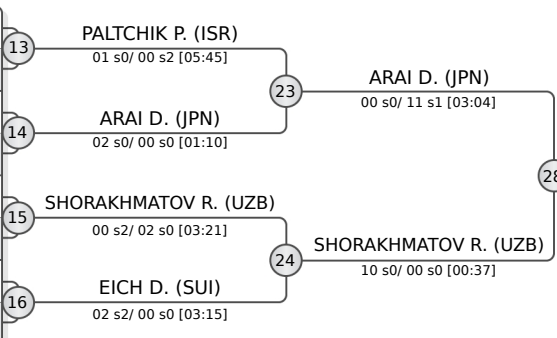 13
PALTCHIK P. (ISR)
01 s0/ 00 s2 [05:45]
23
ARAI D. (JPN)
00 s0/ 11 s1 [03:04]
14
ARAI D. (JPN)
02 s0/ 00 s0 [01:10]
28
15
SHORAKHMATOV R. (UZB)
00 s2/ 02 s0 [03:21]
24
SHORAKHMATOV R. (UZB)
10 s0/ 00 s0 [00:37]
16
EICH D. (SUI)
02 s2/ 00 s0 [03:15]